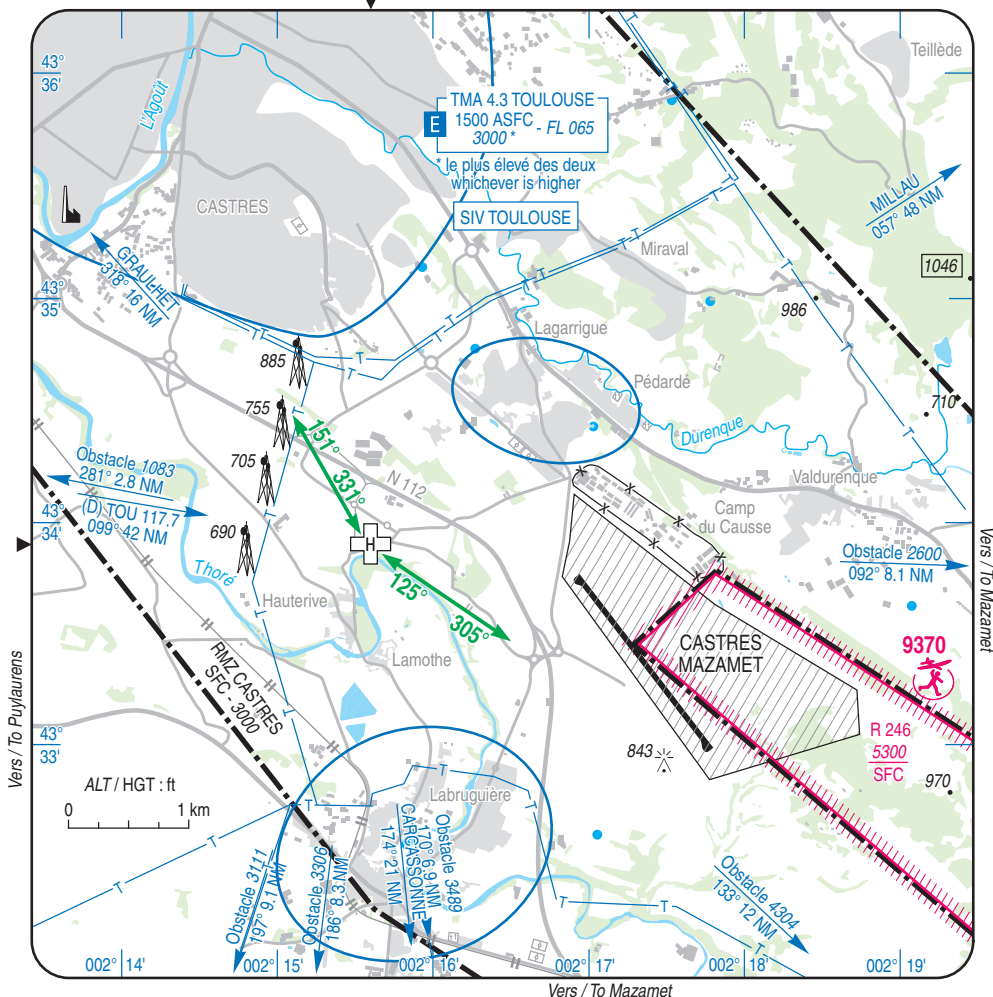 43°
36'
L'Agoût
Teillède
TMA 4.3 TOULOUSE
E
1500 ASFC - FL 065
3000 *
* le plus élevé des deux
whichever is higher
SIV TOULOUSE
CASTRES
MILLAU
057° 48 NM
Miraval
1046
GRAULHET
318° 16 NM
43°
35'
986
Lagarrigue
885
Pédardé
710
755
Durenque
151°
331°
705
N 112
Obstacle 1083
281° 2.8 NM
(D) TOU 117.7
099° 42 NM
Valdurenque
43°
34'
690
Camp
du Causse
H
Obstacle 2600
092° 8.1 NM
Vers / To Mazamet
Thoré
125°
305°
Hauterive
Lamothe
CASTRES
MAZAMET
9370
RMZ CASTRES
SFC - 3000
R 246
5300
SFC
43°
33'
843
970
Vers / To Puylaurens
ALT / HGT : ft
0 1 km
Labruguière
Obstacle 3111
197° 9.1 NM
Obstacle 3306
186° 8.3 NM
CARCASSONNE
174° 21 NM
Obstacle 3489
170° 6.9 NM
Obstacle 4304
133° 12 NM
T
002° 14'
002° 15'
002° 16'
002° 17'
002° 18'
002° 19'
Vers / To Mazamet